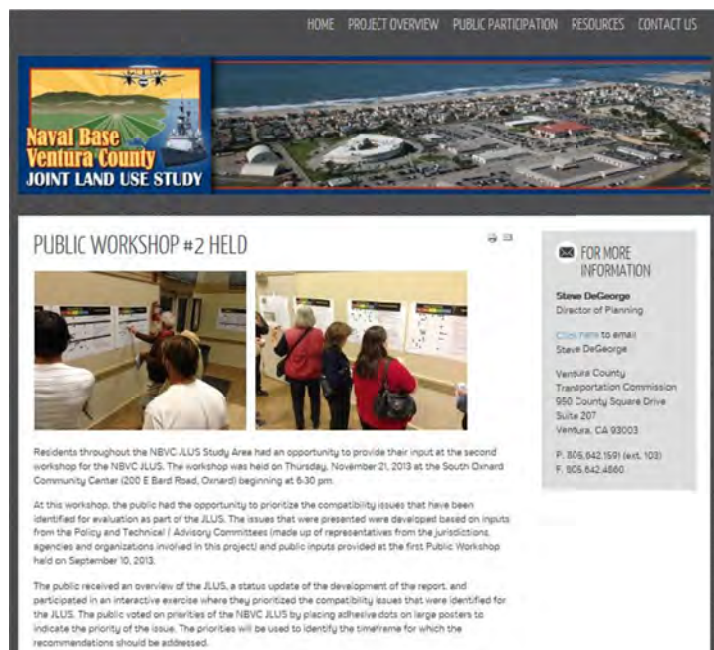 HOME PROJECT OVERVIEW PUBLIC PARTICIPATION RESOURCES CONTACT US
Naval Base
Ventura County
JOINT LAND USE STUDY
PUBLIC WORKSHOP #2 HELD
Residents throughout the NBVC JLUS Study Area had an opportunity to provide their input at the second
workshop for the NBVC JLUS. The workshop was held on Thursday, November 21, 2013 at the South Oxnard
Community Center (200 E Bard Road, Oxnard) beginning at 6:30 pm.
At this workshop, the public had the opportunity to prioritize the compatibility issues that have been
identified for evaluation as part of the JLUS. The issues that were presented were developed based on inputs
from the Policy and Technical / Advisory Committees (made up of representatives from the jurisdictions,
agencies and organizations involved in this project) and public inputs provided at the first Public Workshop
held on September 10, 2013.
The public received an overview of the JLUS, a status update of the development of the report, and
participated in an interactive exercise where they prioritized the compatibility issues that were identified for
the JLUS. The public voted on priorities of the NBVC JLUS by placing adhesive dots on large posters to
indicate the priority of the issue. The priorities will be used to identify the timeframe for which the
recommendations should be addressed.
FOR MORE
INFORMATION
Steve DeGeorge
Director of Planning
Click here to email
Steve DeGeorge
Ventura County
Transportation Commission
950 County Square Drive
Suite 207
Ventura, CA 93003
P. 805.642.1591 (ext. 103)
F. 805.642.4860